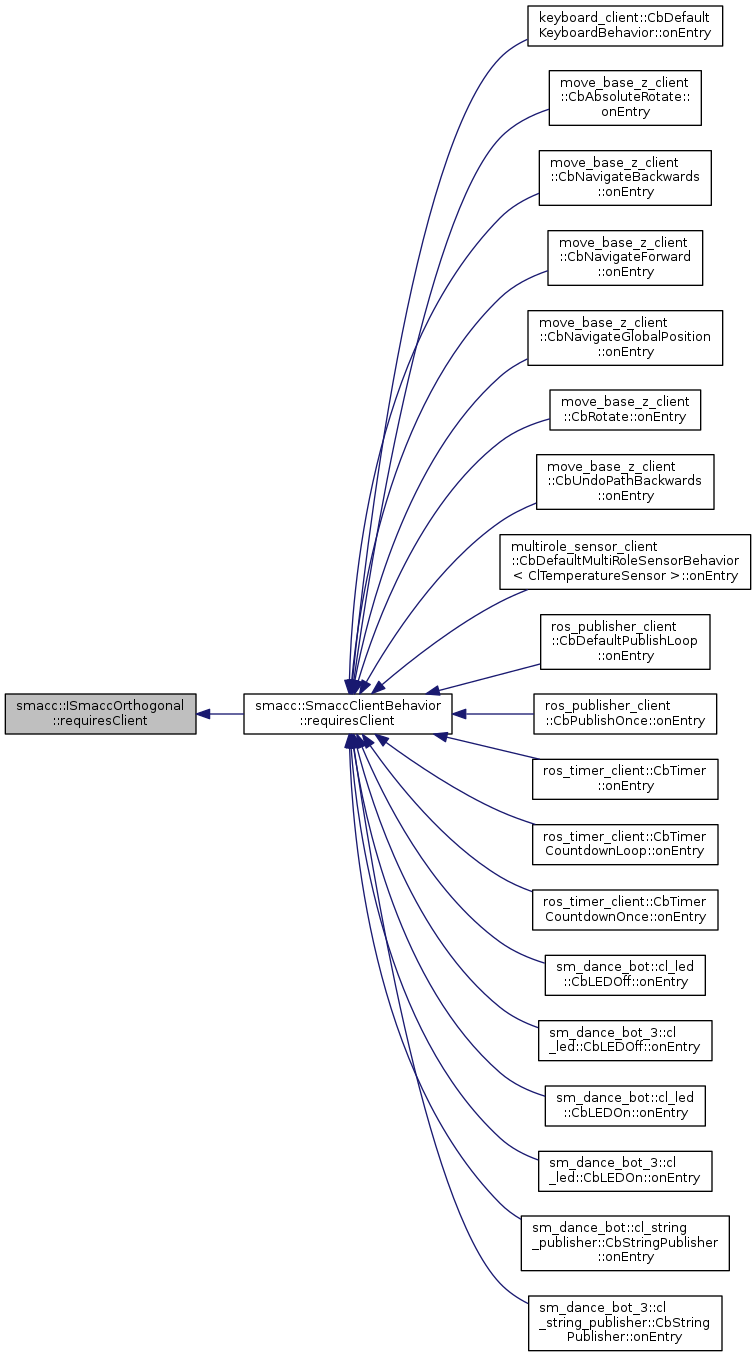 keyboard_client::CbDefault
KeyboardBehavior::onEntry
move_base_z_client
::CbAbsoluteRotate::
onEntry
move_base_z_client
::CbNavigateBackwards
::onEntry
move_base_z_client
::CbNavigateForward
::onEntry
move_base_z_client
::CbNavigateGlobalPosition
::onEntry
move_base_z_client
::CbRotate::onEntry
move_base_z_client
::CbUndoPathBackwards
::onEntry
multirole_sensor_client
::CbDefaultMultiRoleSensorBehavior
< ClTemperatureSensor >::onEntry
ros_publisher_client
::CbDefaultPublishLoop
::onEntry
smacc::ISmaccOrthogonal
::requiresClient
smacc::SmaccClientBehavior
::requiresClient
ros_publisher_client
::CbPublishOnce::onEntry
ros_timer_client::CbTimer
::onEntry
ros_timer_client::CbTimer
CountdownLoop::onEntry
ros_timer_client::CbTimer
CountdownOnce::onEntry
sm_dance_bot::cl_led
::CbLEDOff::onEntry
sm_dance_bot_3::cl
_led::CbLEDOff::onEntry
sm_dance_bot::cl_led
::CbLEDOn::onEntry
sm_dance_bot_3::cl
_led::CbLEDOn::onEntry
sm_dance_bot::cl_string
_publisher::CbStringPublisher
::onEntry
sm_dance_bot_3::cl
_string_publisher::CbString
Publisher::onEntry